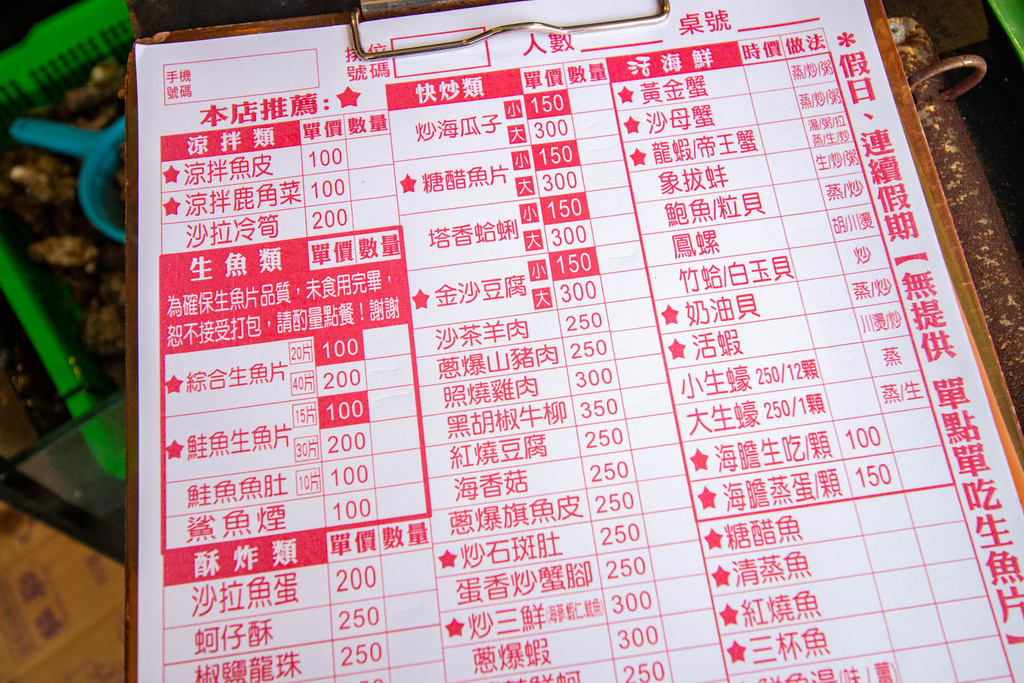 手機
號碼
號碼
人數
桌號
本店推薦:★
涼拌類 單價 數量
★涼拌魚皮 100
★涼拌鹿角菜 100
沙拉冷筍 200
生魚類 單價 數量
為確保生魚片品質,未食用完畢,
恕不接受打包,請酌量點餐!謝謝
★綜合生魚片 20片 100
40片 200
★鮭魚生魚片 15片 100
30片 200
鮭魚魚肚 10片 100
鯊魚煙 100
酥炸類 單價 數量
沙拉魚蛋 200
蚵仔酥 250
椒鹽龍珠 250
快炒類 單價 數量
炒海瓜子 小 150
大 300
★糖醋魚片 小 150
大 300
塔香蛤蜊 小 150
大 300
★金沙豆腐 小 150
大 300
沙茶羊肉 250
蔥爆山豬肉 250
照燒雞肉 300
黑胡椒牛柳 350
紅燒豆腐 250
海香菇 250
蔥爆旗魚皮 250
★炒石斑肚 250
蛋香炒蟹腳 250
★炒三鮮(海蔘.蝦仁.魷魚) 300
蔥爆蝦 300
活海鮮 時價 做法
★黃金蟹 蒸/炒/粥
★沙母蟹 蒸/炒/粥
★龍蝦/帝王蟹 湯/粥/拉
蒸/生/炒
象拔蚌 生/炒/粥
鮑魚/粒貝 蒸/炒
鳳螺 胡/川燙
竹蛤/白玉貝 炒
★奶油貝 蒸/炒
★活蝦 川燙/炒
小生蠔 250/12顆 蒸
大生蠔 250/1顆 蒸/生
★海膽生吃/顆 100
★海膽蒸蛋/顆 150
★糖醋魚
★清蒸魚
★紅燒魚
★三杯魚
*假日、連續假期【無提供 單點單吃生魚片】